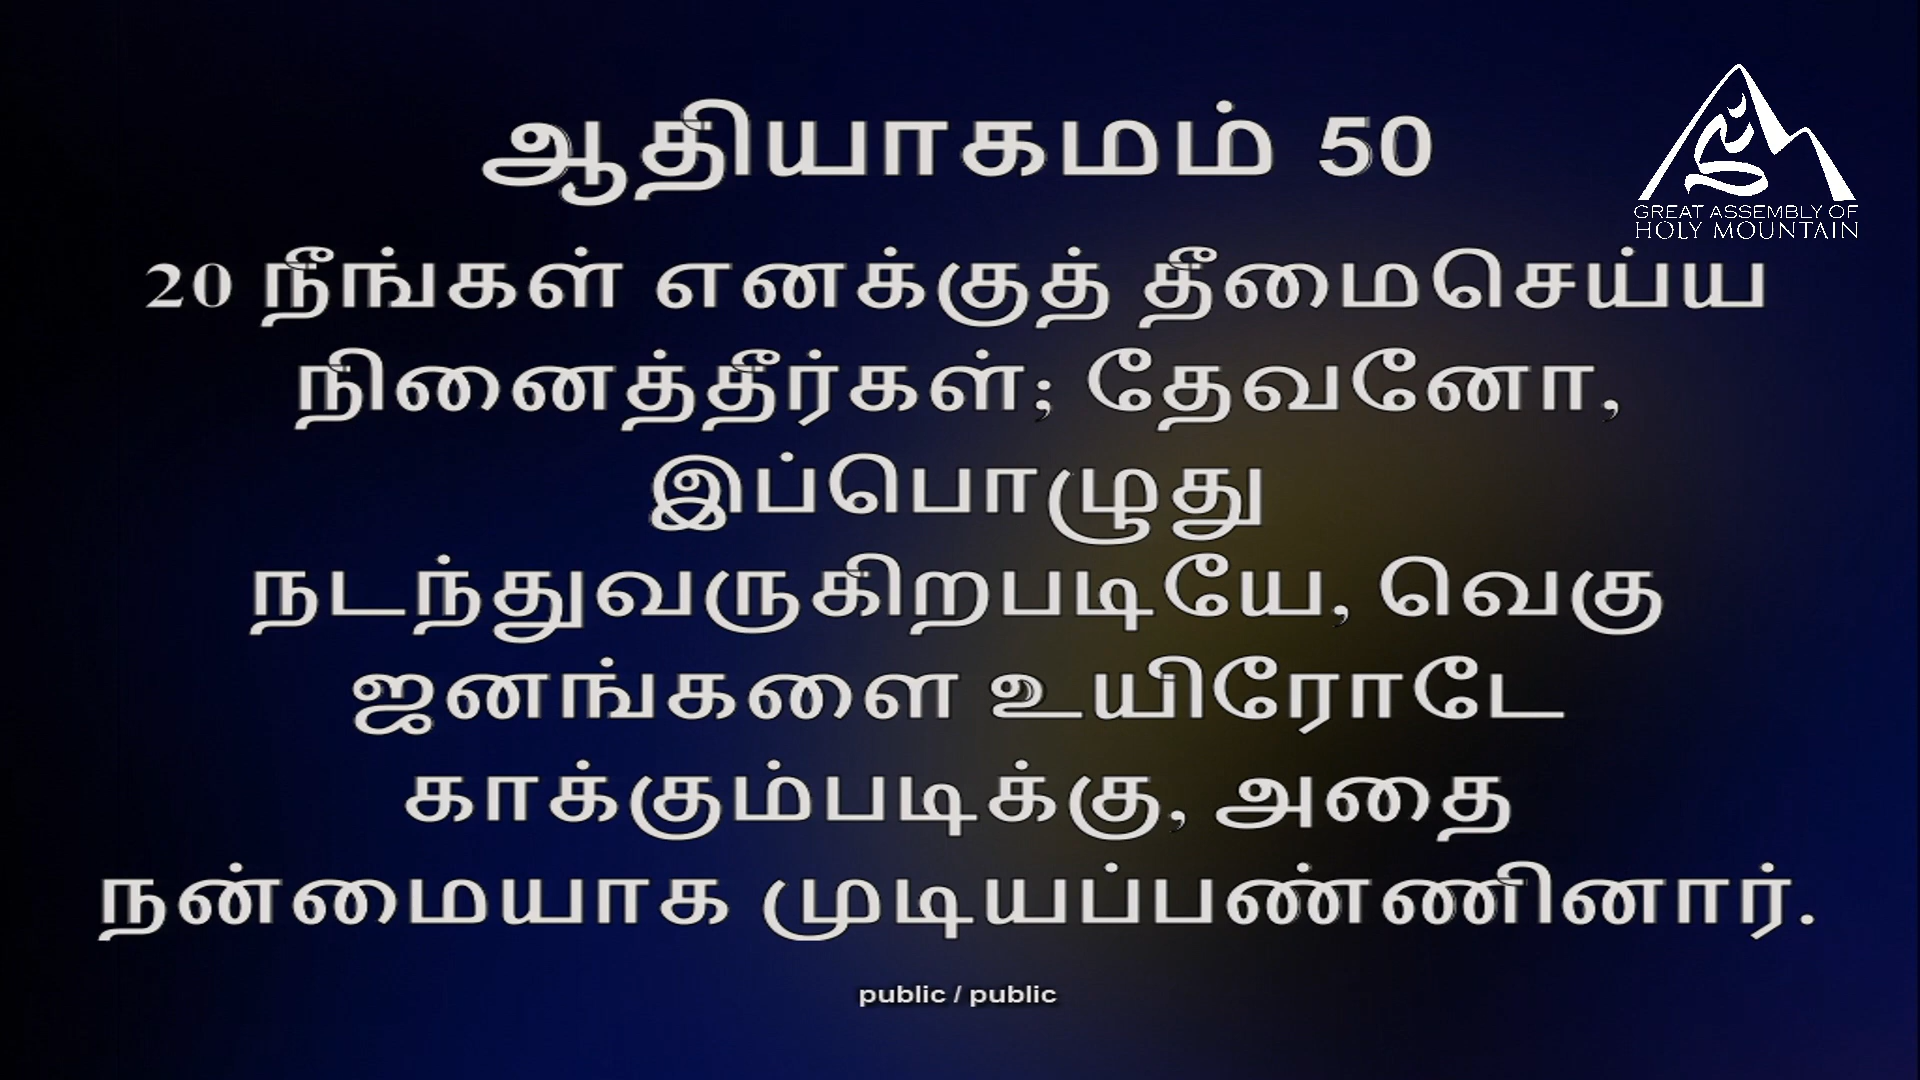 ஆதியாகமம் 50
GREAT ASSEMBLY OF
HOLY MOUNTAIN
20 நீங்கள் எனக்குத் தீமைசெய்ய
நினைத்தீர்கள்; தேவனோ,
இப்பொழுது
நடந்துவருகிறபடியே, வெகு
ஜனங்களை உயிரோடே
காக்கும்படிக்கு, அதை
நன்மையாக முடியப்பண்ணினார்.
public / public